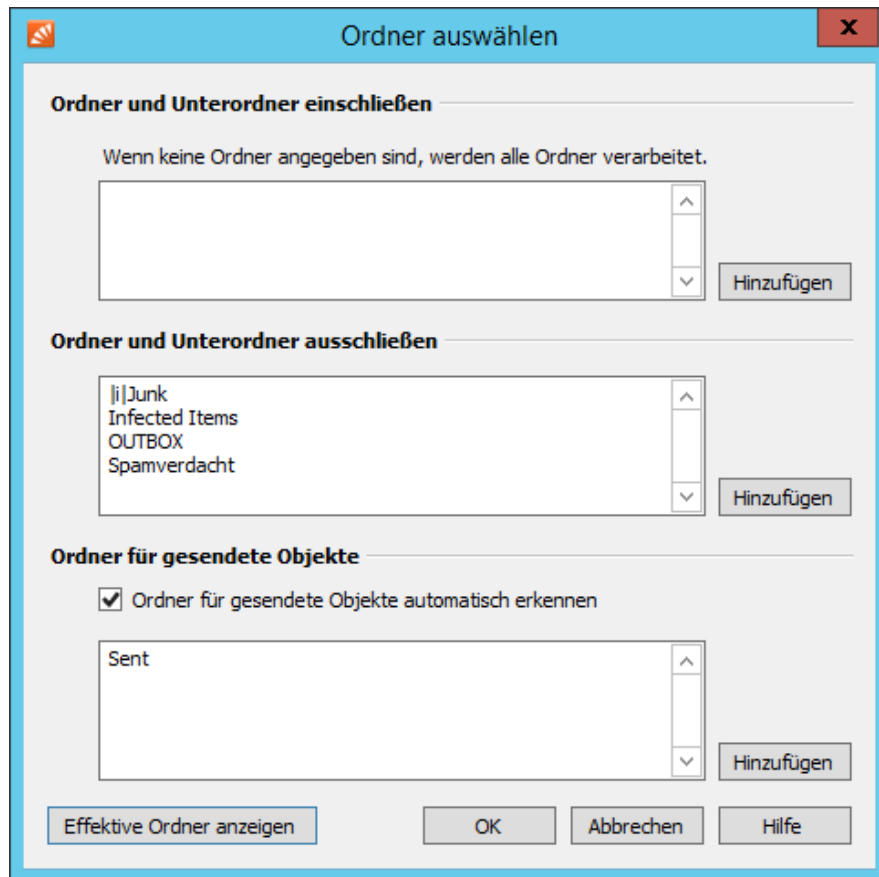 Ordner auswählen
x
Ordner und Unterordner einschließen
Wenn keine Ordner angegeben sind, werden alle Ordner verarbeitet.
Hinzufügen
Ordner und Unterordner ausschließen
|i|Junk
Infected Items
OUTBOX
Spamverdacht
Hinzufügen
Ordner für gesendete Objekte
Ordner für gesendete Objekte automatisch erkennen
Sent
Hinzufügen
Effektive Ordner anzeigen OK Abbrechen Hilfe